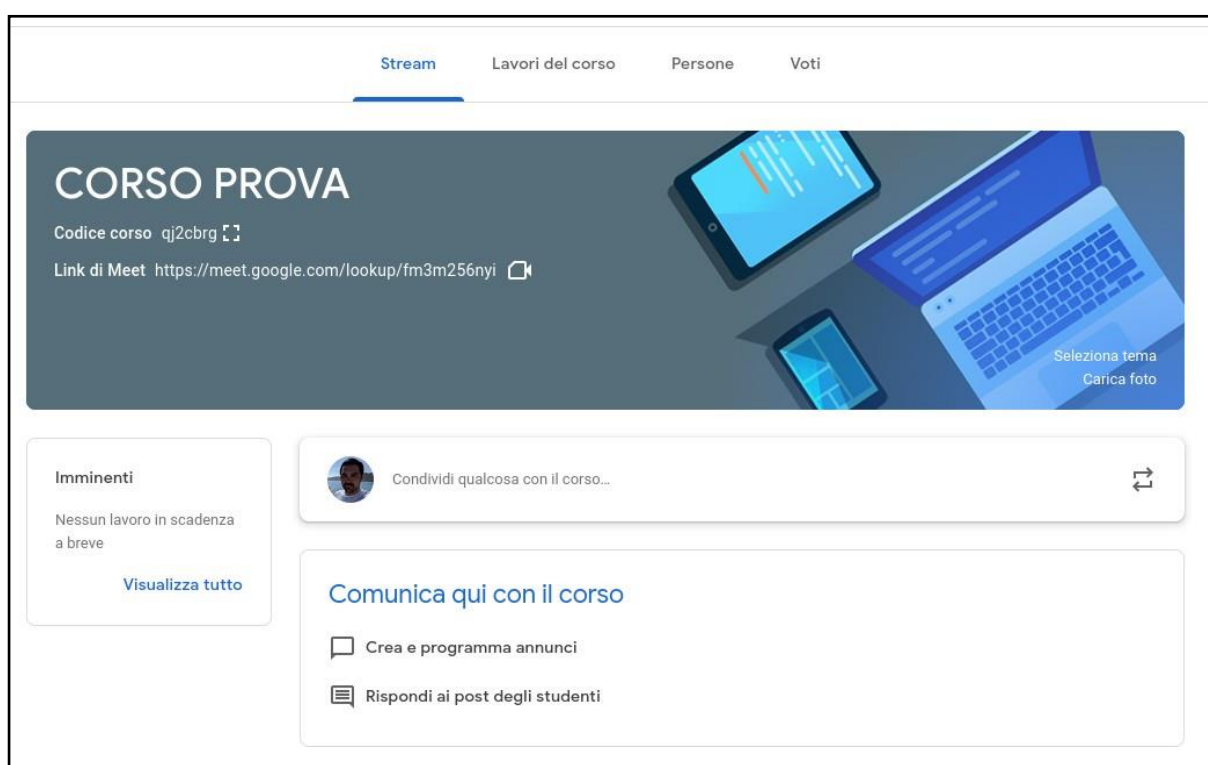 Stream Lavori del corso Persone Voti
CORSO PROVA
Codice corso qj2cbrg
Link di Meet https://meet.google.com/lookup/fm3m256nyi
Seleziona tema
Carica foto
Imminenti
Nessun lavoro in scadenza
a breve
Visualizza tutto
Condividi qualcosa con il corso…
Comunica qui con il corso
Crea e programma annunci
Rispondi ai post degli studenti